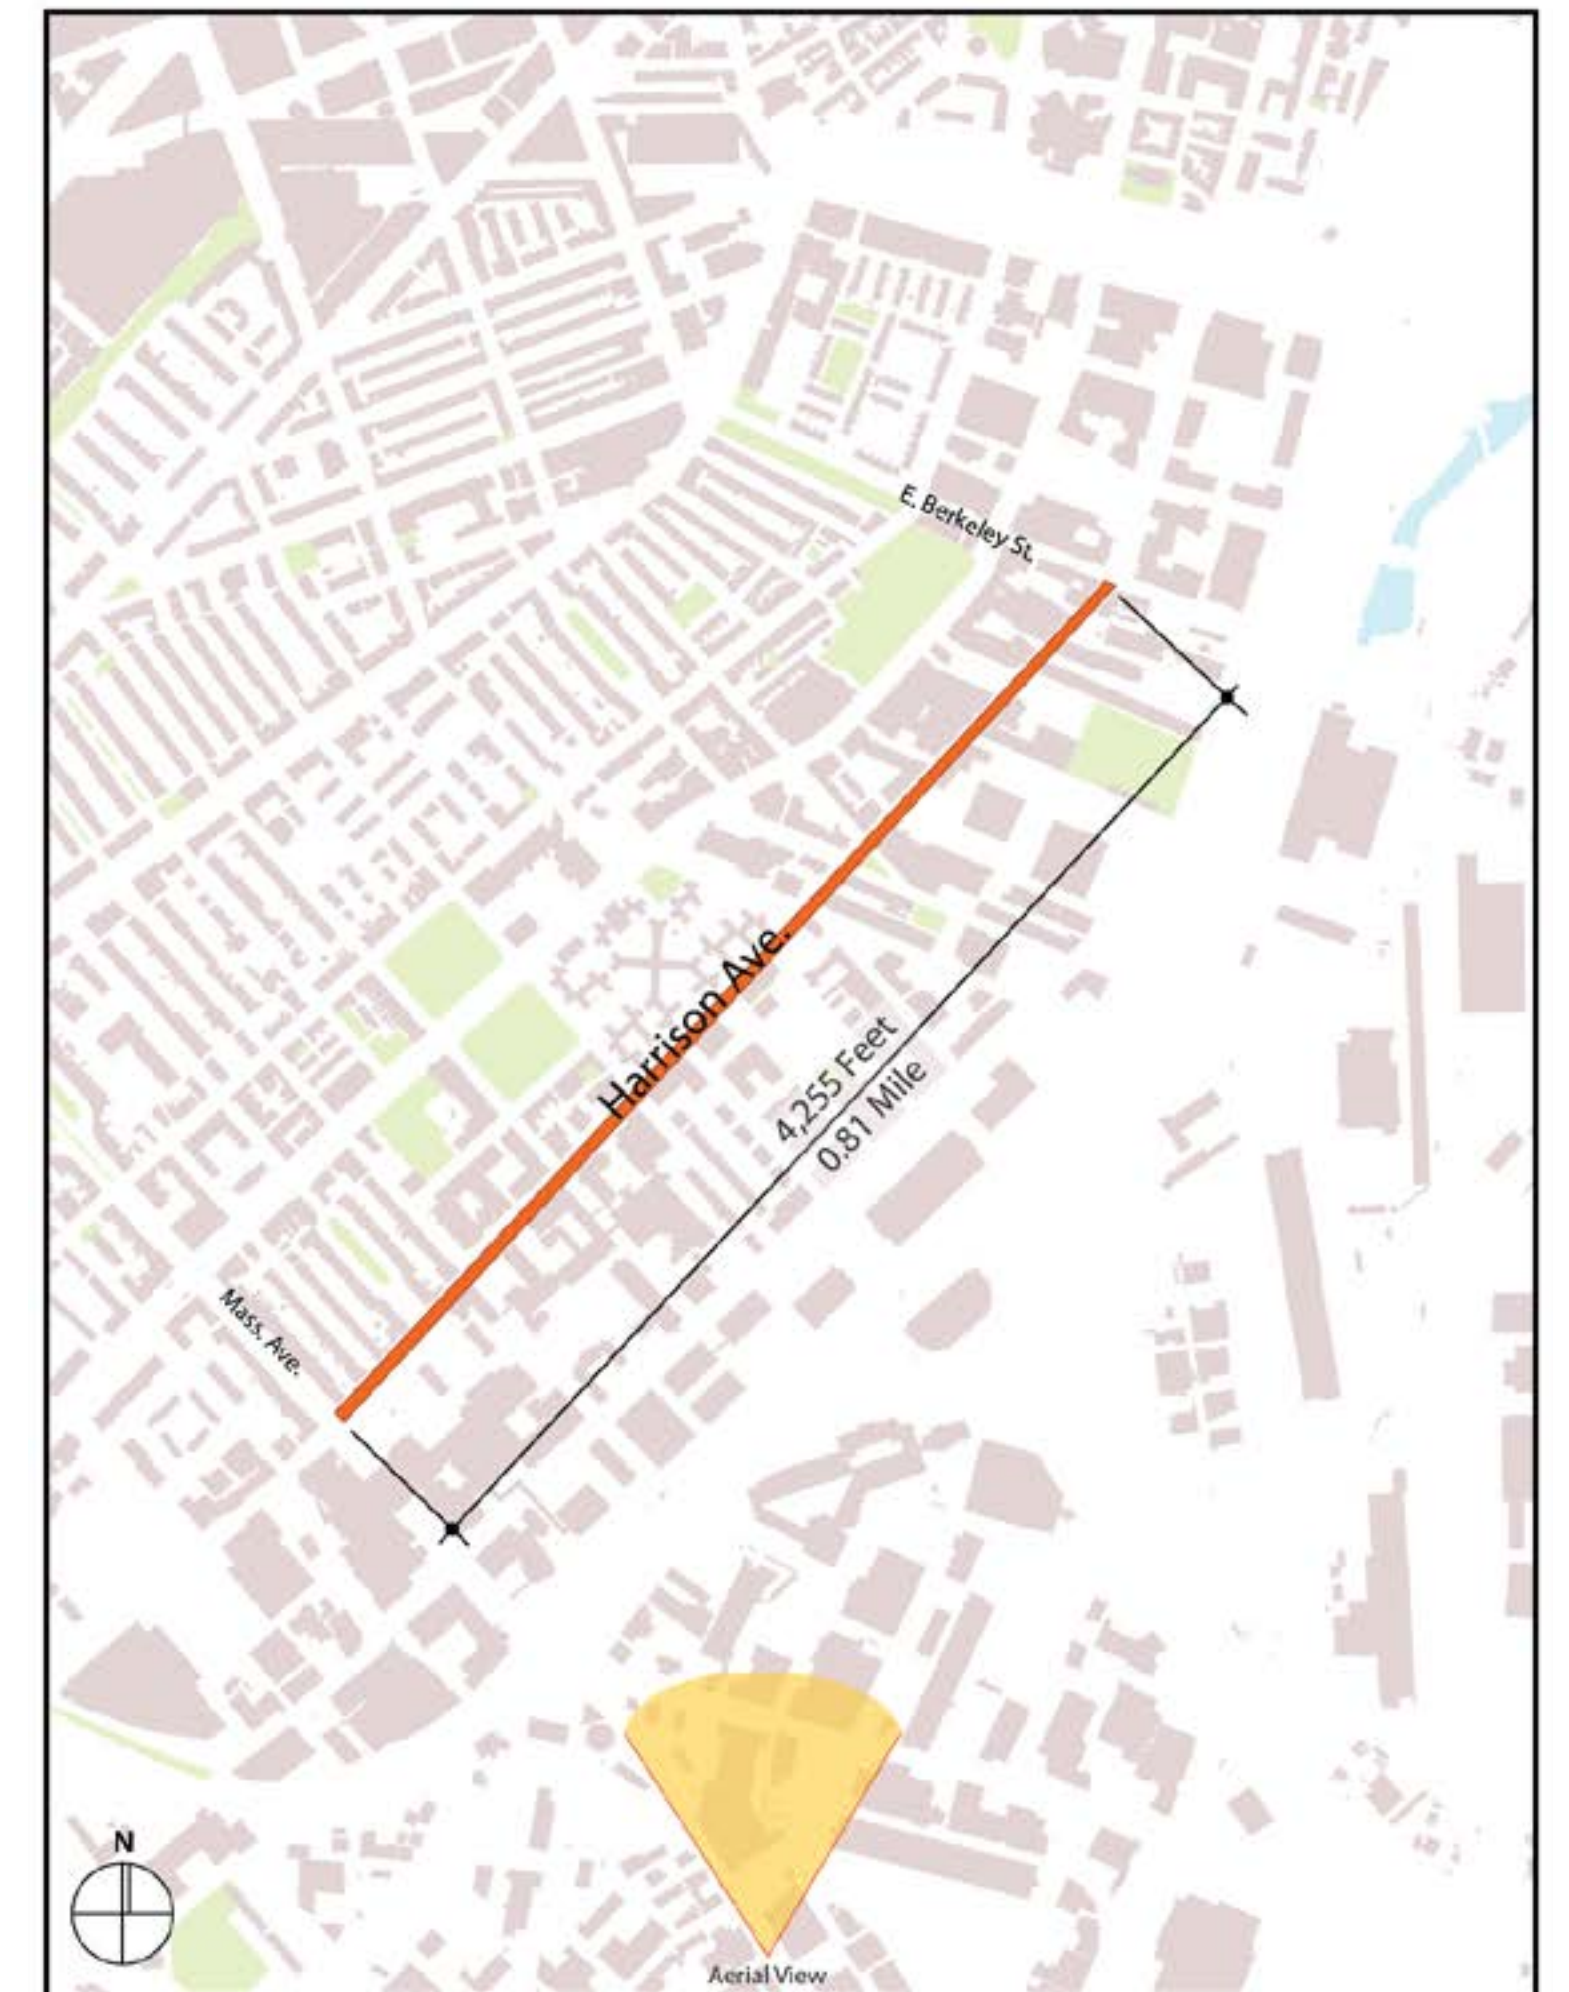 E. Berkeley St.
Harrison Ave.
4,255 Feet
0.81 Mile
Mass. Ave.
N
Aerial View